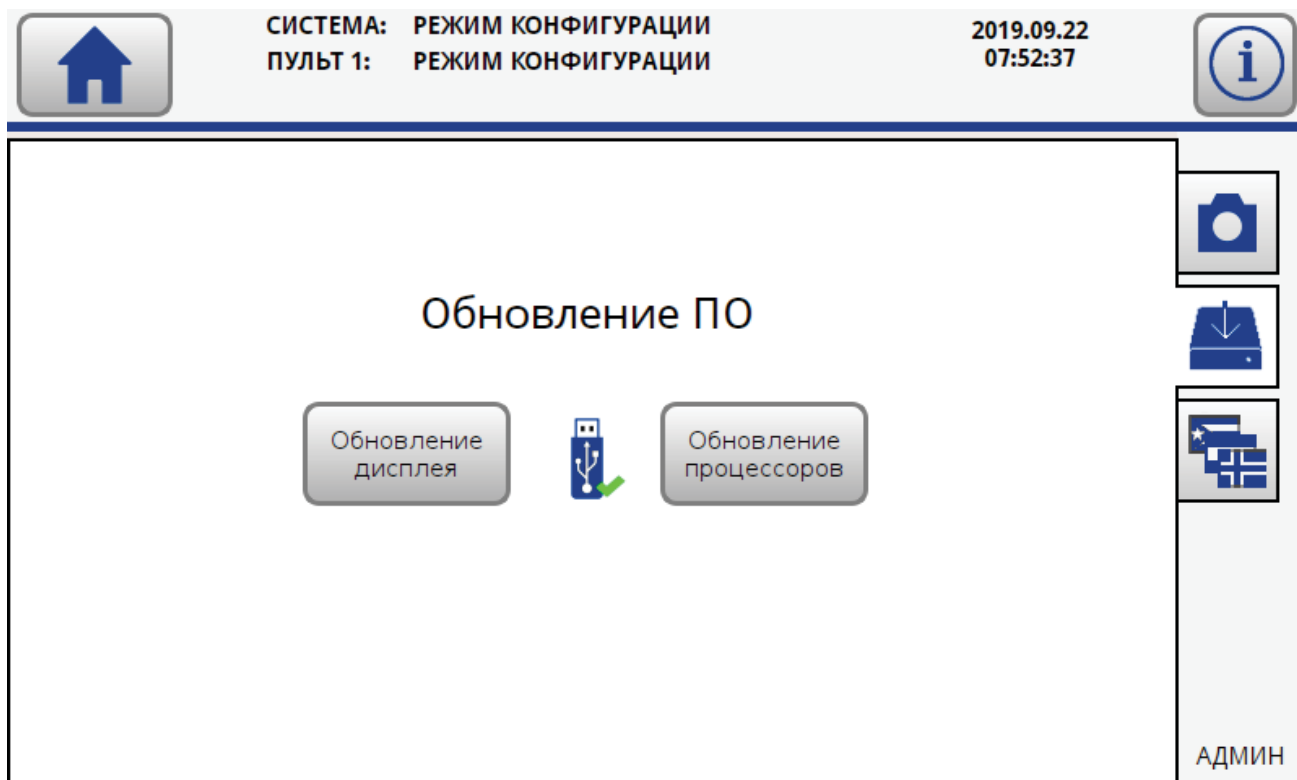 СИСТЕМА: РЕЖИМ КОНФИГУРАЦИИ
ПУЛЬТ 1: РЕЖИМ КОНФИГУРАЦИИ
2019.09.22
07:52:37
Обновление ПО
Обновление
дисплея
Обновление
процессоров
АДМИН